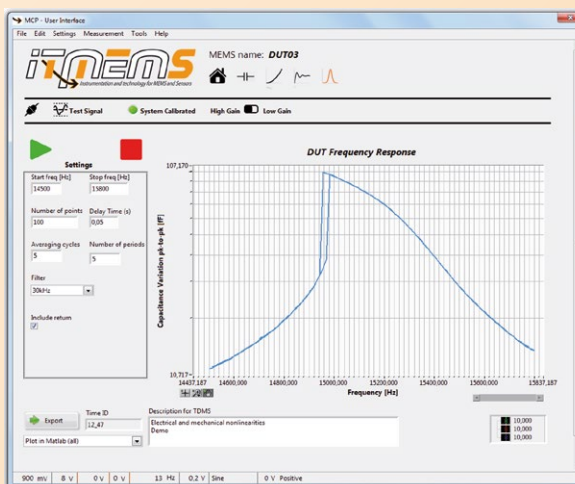 MCP - User Interface
File Edit Settings Measurement Tools Help
iTmEmS
Instrumentation and technology for MEMS and Sensors
MEMS name: DUT03
Test Signal System Calibrated High Gain Low Gain
Settings
Start freq [Hz] Stop freq [Hz]
14500 15800
Number of points Delay Time (s)
100 0,05
Averaging cycles Number of periods
5 5
Filter
30kHz
Include return
DUT Frequency Response
107,170
Capacitance Variation pk-to-pk [fF]
10,717
14437,187 14600,000 14800,000 15000,000 15200,000 15400,000 15600,000 15837,187
Frequency [Hz]
Export
Time ID
12_47
Plot in Matlab (all)
Description for TDMS
Electrical and mechanical nonlinearities
Demo
10,000
10,000
10,000
900 mV 8 V 0 V 0 V 13 Hz 0.2 V Sine 0 V Positive